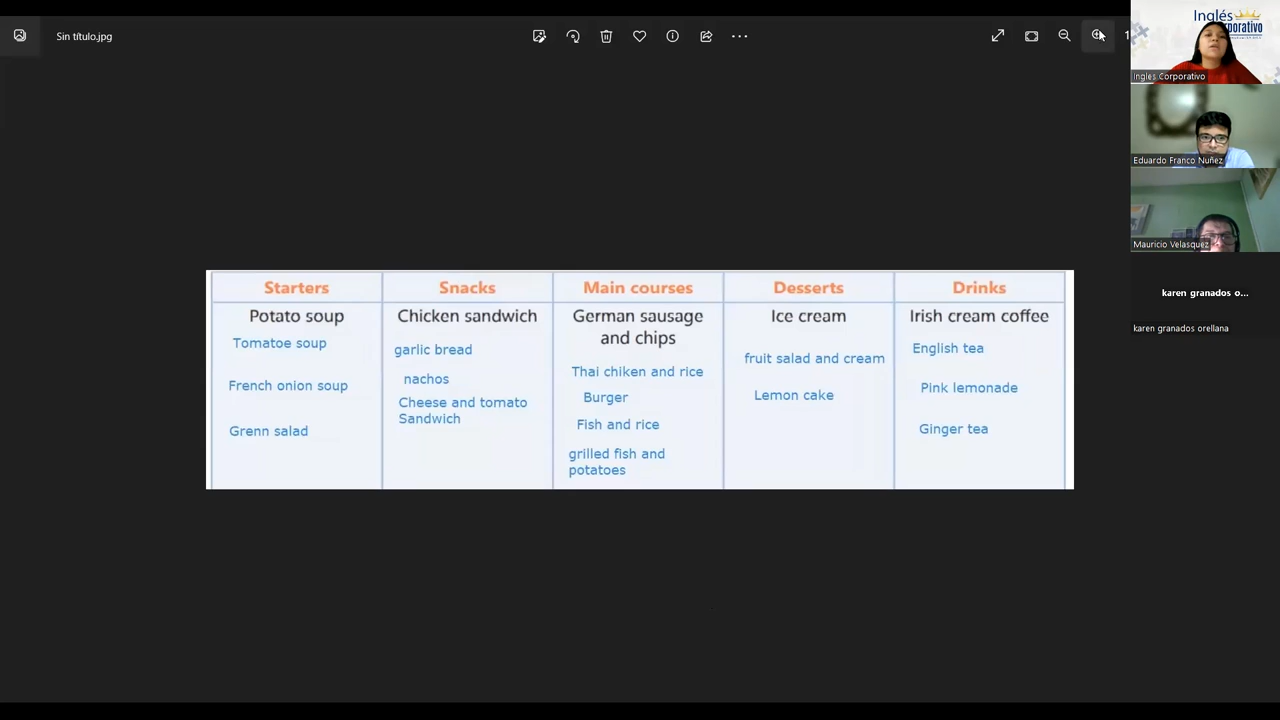 Sin título.jpg
Inglés
Ingles Corporativo
Eduardo Franco Nuñez
Mauricio Velasquez
karen granados o...
karen granados orellana
Starters
Potato soup
Tomatoe soup
French onion soup
Grenn salad
Snacks
Chicken sandwich
garlic bread
nachos
Cheese and tomato
Sandwich
Main courses
German sausage
and chips
Thai chiken and rice
Burger
Fish and rice
grilled fish and
potatoes
Desserts
Ice cream
fruit salad and cream
Lemon cake
Drinks
Irish cream coffee
English tea
Pink lemonade
Ginger tea